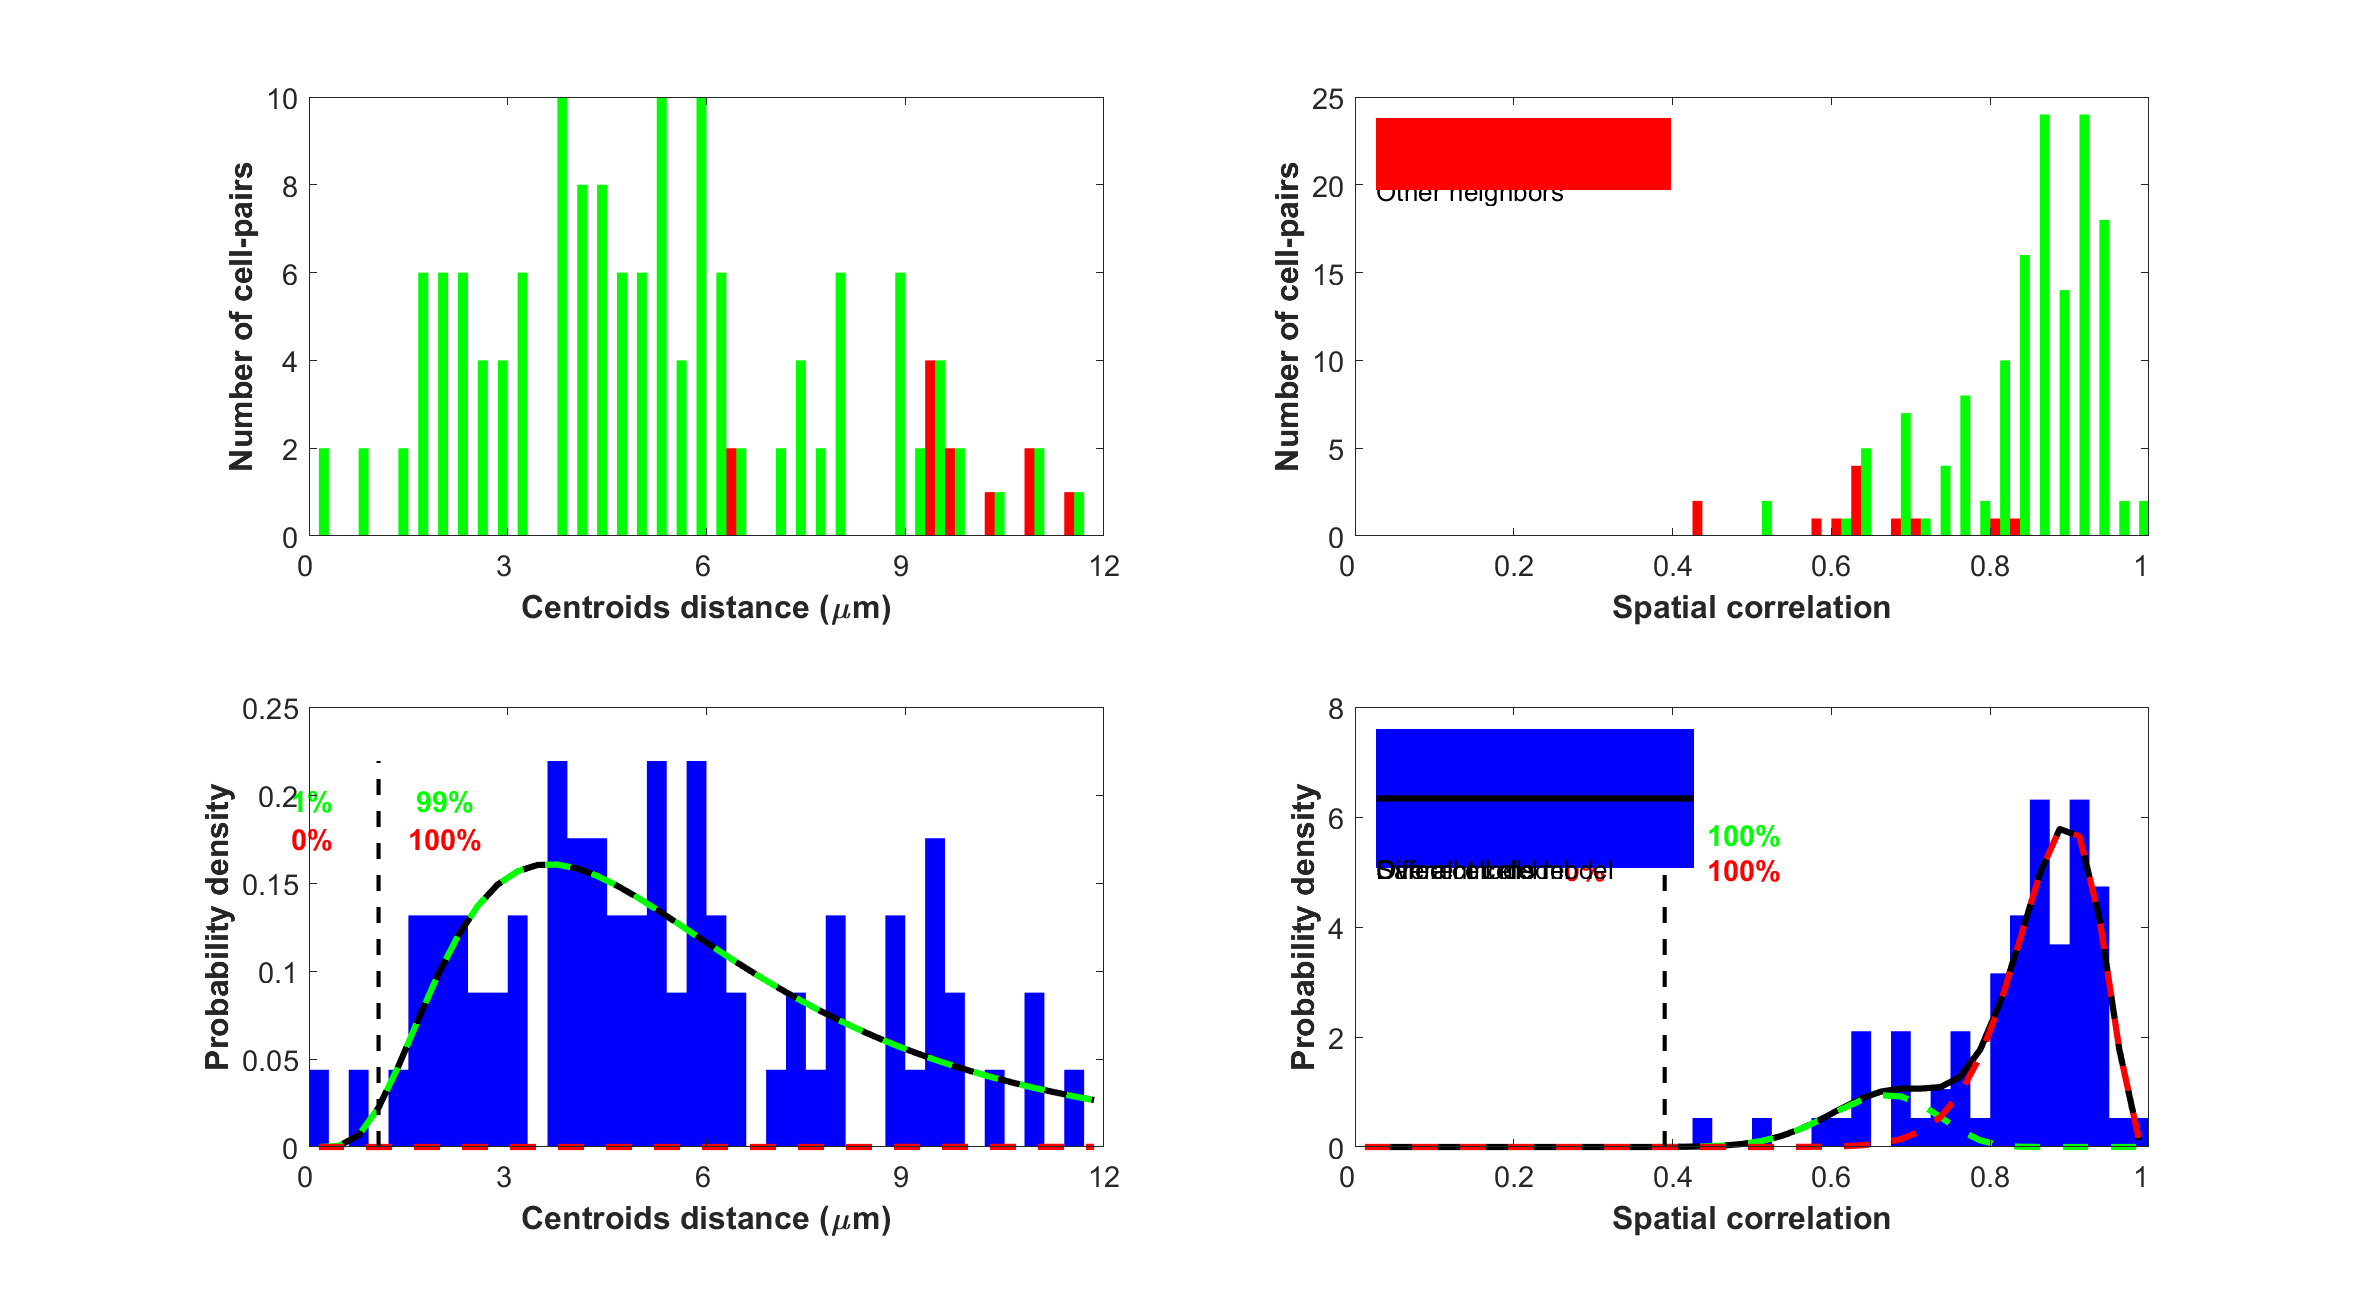 10
8
6
4
2
0
0 3 6 9 12
Number of cell-pairs
Centroids distance (μm)
25
20
15
10
5
0
0 0.2 0.4 0.6 0.8 1
Number of cell-pairs
Spatial correlation
Other neighbors
0.25
0.2
0.15
0.1
0.05
0
0 3 6 9 12
Probability density
Centroids distance (μm)
1% 99%
0% 100%
8
6
4
2
0
0 0.2 0.4 0.6 0.8 1
Probability density
Spatial correlation
100%
100%